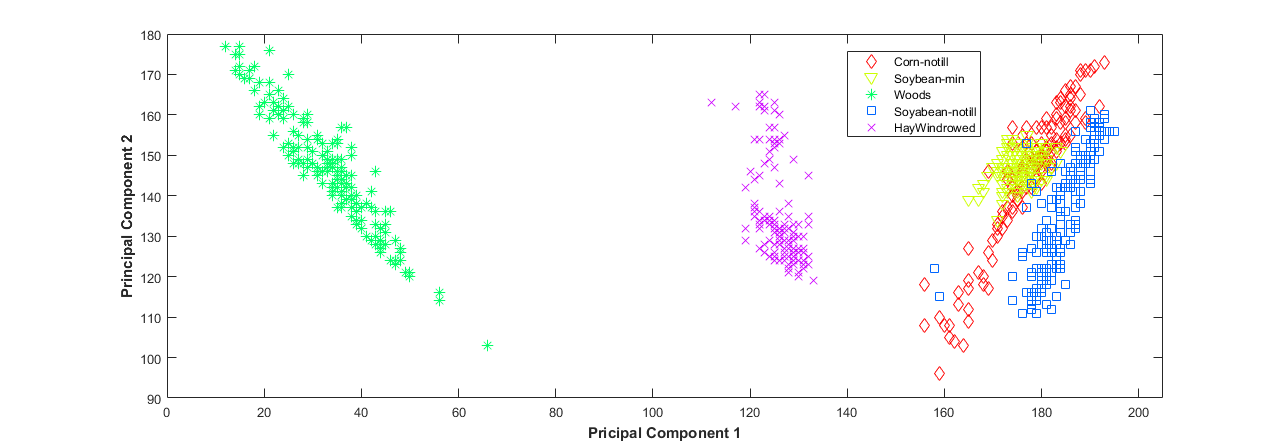 180
170
160
150
140
130
120
110
100
90
Principal Component 2
Corn-notill
Soybean-min
Woods
Soyabean-notill
HayWindrowed
0 20 40 60 80 100 120 140 160 180 200
Pricipal Component 1